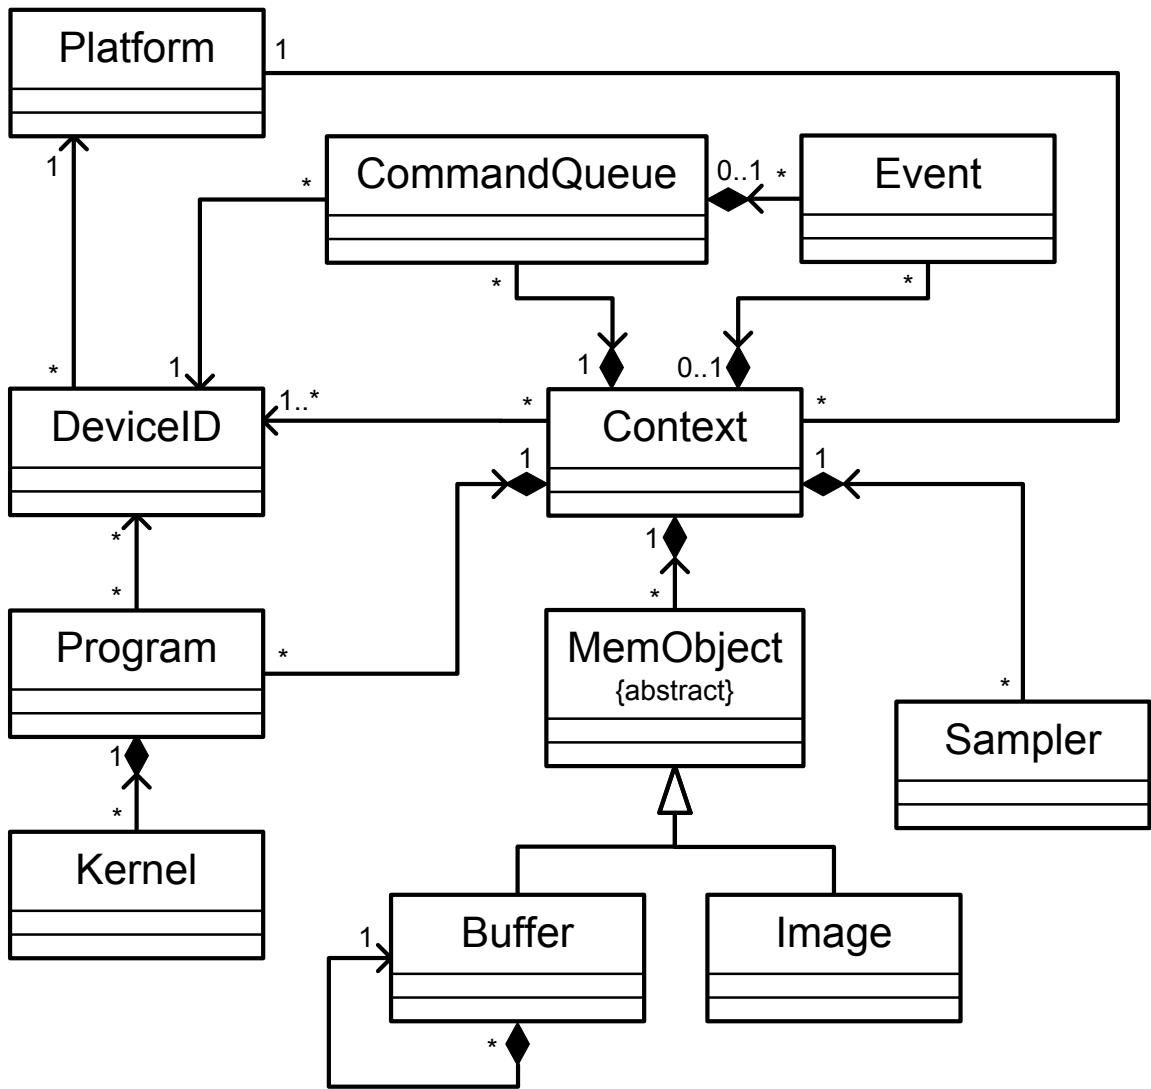 Platform
1
1
*
CommandQueue
0..1
*
Event
*
1
*
1
*
0..1
*
DeviceID
1..*
*
Context
*
1
1
*
*
1
*
Program
*
MemObject
{abstract}
*
Sampler
1
*
Kernel
Buffer
1
*
Image